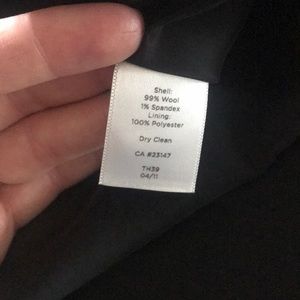 Shell:
99% Wool
1% Spandex
Lining:
100% Polyester
Dry Clean
CA #23147
TH39
04/11